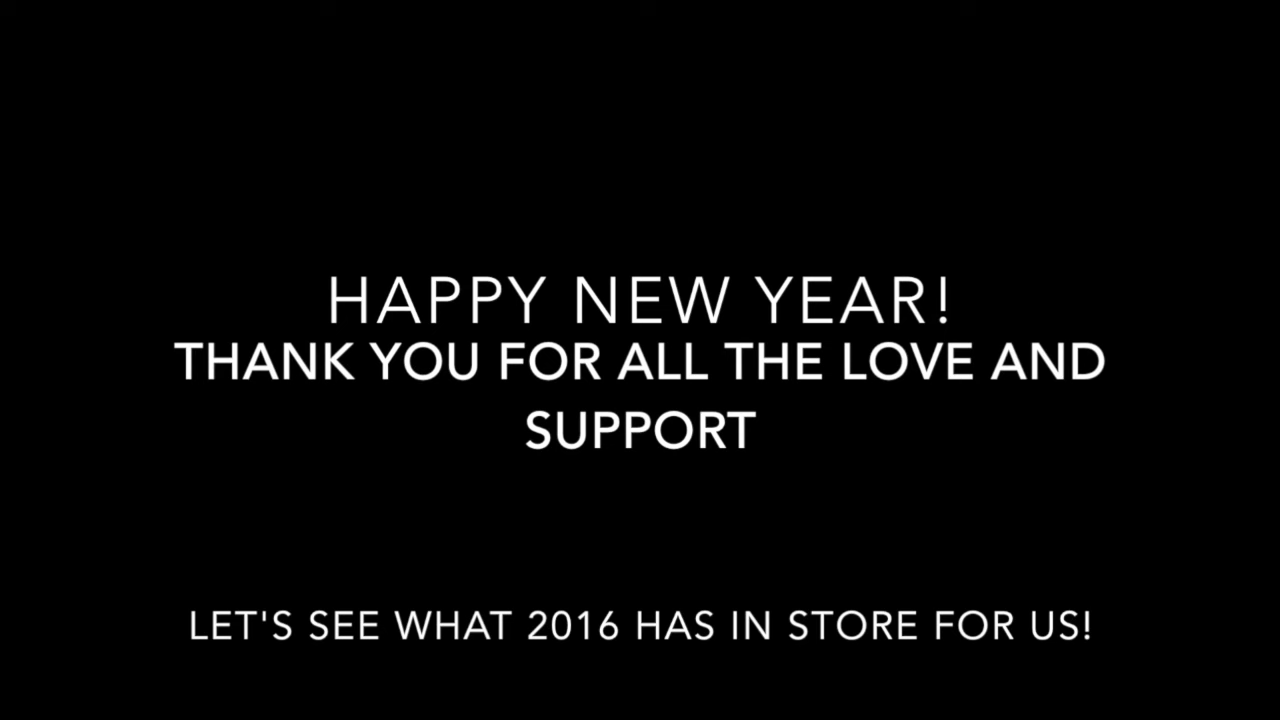 HAPPY NEW YEAR!
THANK YOU FOR ALL THE LOVE AND
SUPPORT
LET'S SEE WHAT 2016 HAS IN STORE FOR US!